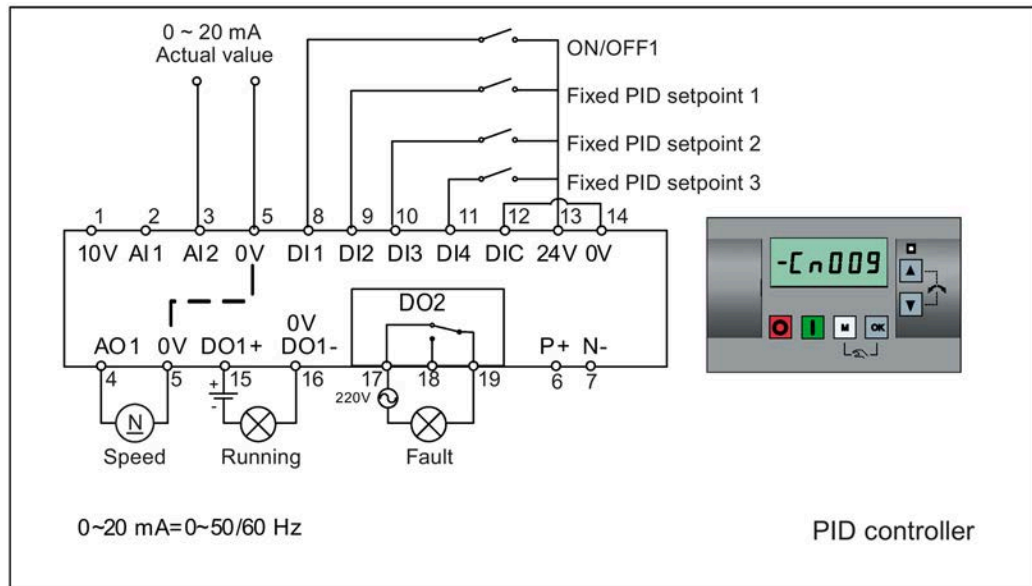 0 ~ 20 mA
Actual value
ON/OFF1
Fixed PID setpoint 1
Fixed PID setpoint 2
Fixed PID setpoint 3
1 2 3 5 8 9 10 11 12 13 14
10V AI1 AI2 0V DI1 DI2 DI3 DI4 DIC 24V 0V
-Cn009
M OK
DO2
0V
AO1 0V DO1+ DO1- P+ N-
4 5 15 16 17 18 19 6 7
+
-
220V
N
Speed Running Fault
0~20 mA=0~50/60 Hz
PID controller